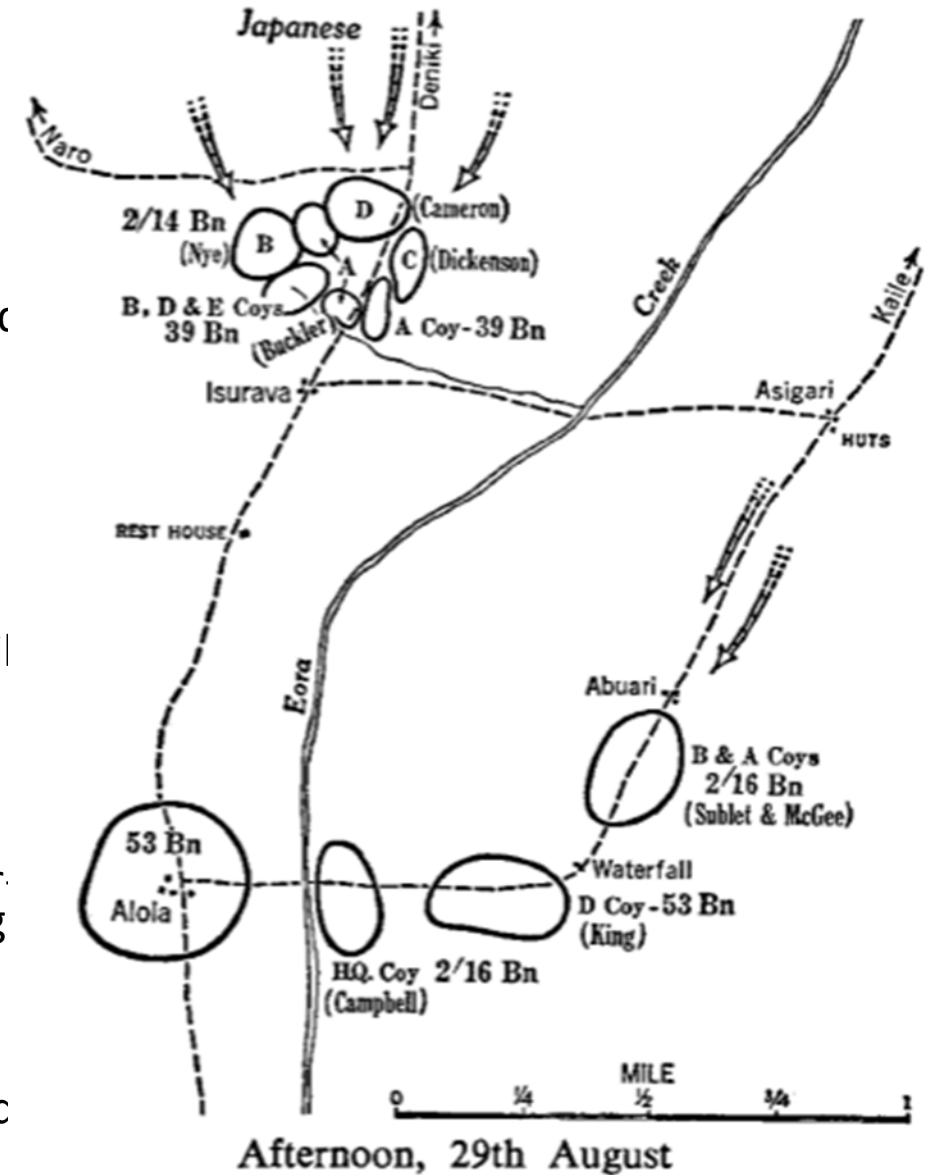 Japanese
Deniki
Naro
2/14 Bn
(Nye)
B
D
(Cameron)
C
(Dickenson)
A
B, D & E Coys
39 Bn
(Buckler)
A Coy-39 Bn
Creek
Kaile
Isurava
Asigari
HUTS
REST HOUSE
Eora
Abuari
B & A Coys
2/16 Bn
(Sublet & McGee)
53 Bn
Alola
Waterfall
D Coy-53 Bn
(King)
H.Q. Coy 2/16 Bn
(Campbell)
MILE
0 1/4 1/2 3/4 1
Afternoon, 29th August